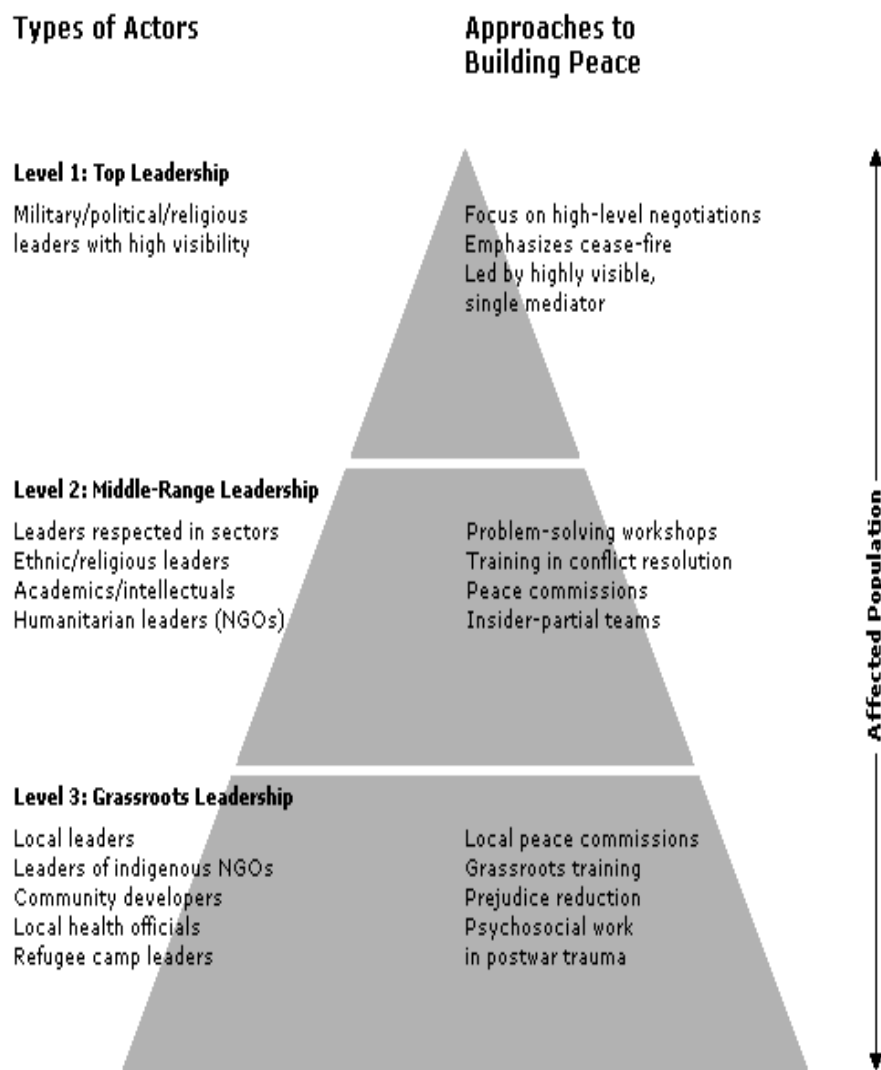 Types of Actors
Approaches to
Building Peace
Level 1: Top Leadership
Military/political/religious
leaders with high visibility
Focus on high-level negotiations
Emphasizes cease-fire
Led by highly visible,
single mediator
Level 2: Middle-Range Leadership
Leaders respected in sectors
Ethnic/religious leaders
Academics/intellectuals
Humanitarian leaders (NGOs)
Problem-solving workshops
Training in conflict resolution
Peace commissions
Insider-partial teams
Level 3: Grassroots Leadership
Local leaders
Leaders of indigenous NGOs
Community developers
Local health officials
Refugee camp leaders
Local peace commissions
Grassroots training
Prejudice reduction
Psychosocial work
in postwar trauma
Affected Population